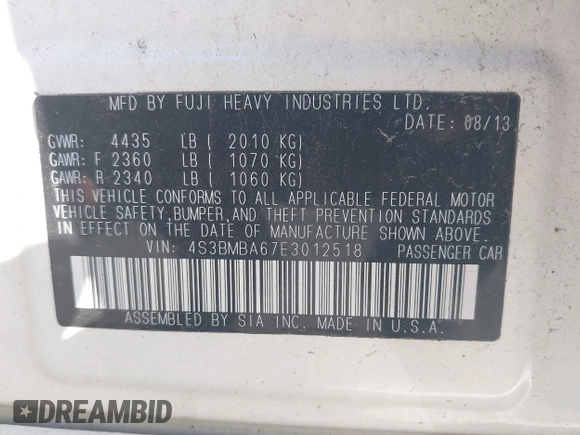 MFD BY FUJI HEAVY INDUSTRIES LTD.
DATE: 08/13
GVWR: 4435 LB ( 2010 KG)
GAWR: F 2360 LB ( 1070 KG)
GAWR: R 2340 LB ( 1060 KG)
THIS VEHICLE CONFORMS TO ALL APPLICABLE FEDERAL MOTOR
VEHICLE SAFETY,BUMPER,AND THEFT PREVENTION STANDARDS
IN EFFECT ON THE DATE OF MANUFACTURE SHOWN ABOVE.
VIN: 4S3BMBA67E3012518 PASSENGER CAR
ASSEMBLED BY SIA INC. MADE IN U.S.A.
DREAMBID